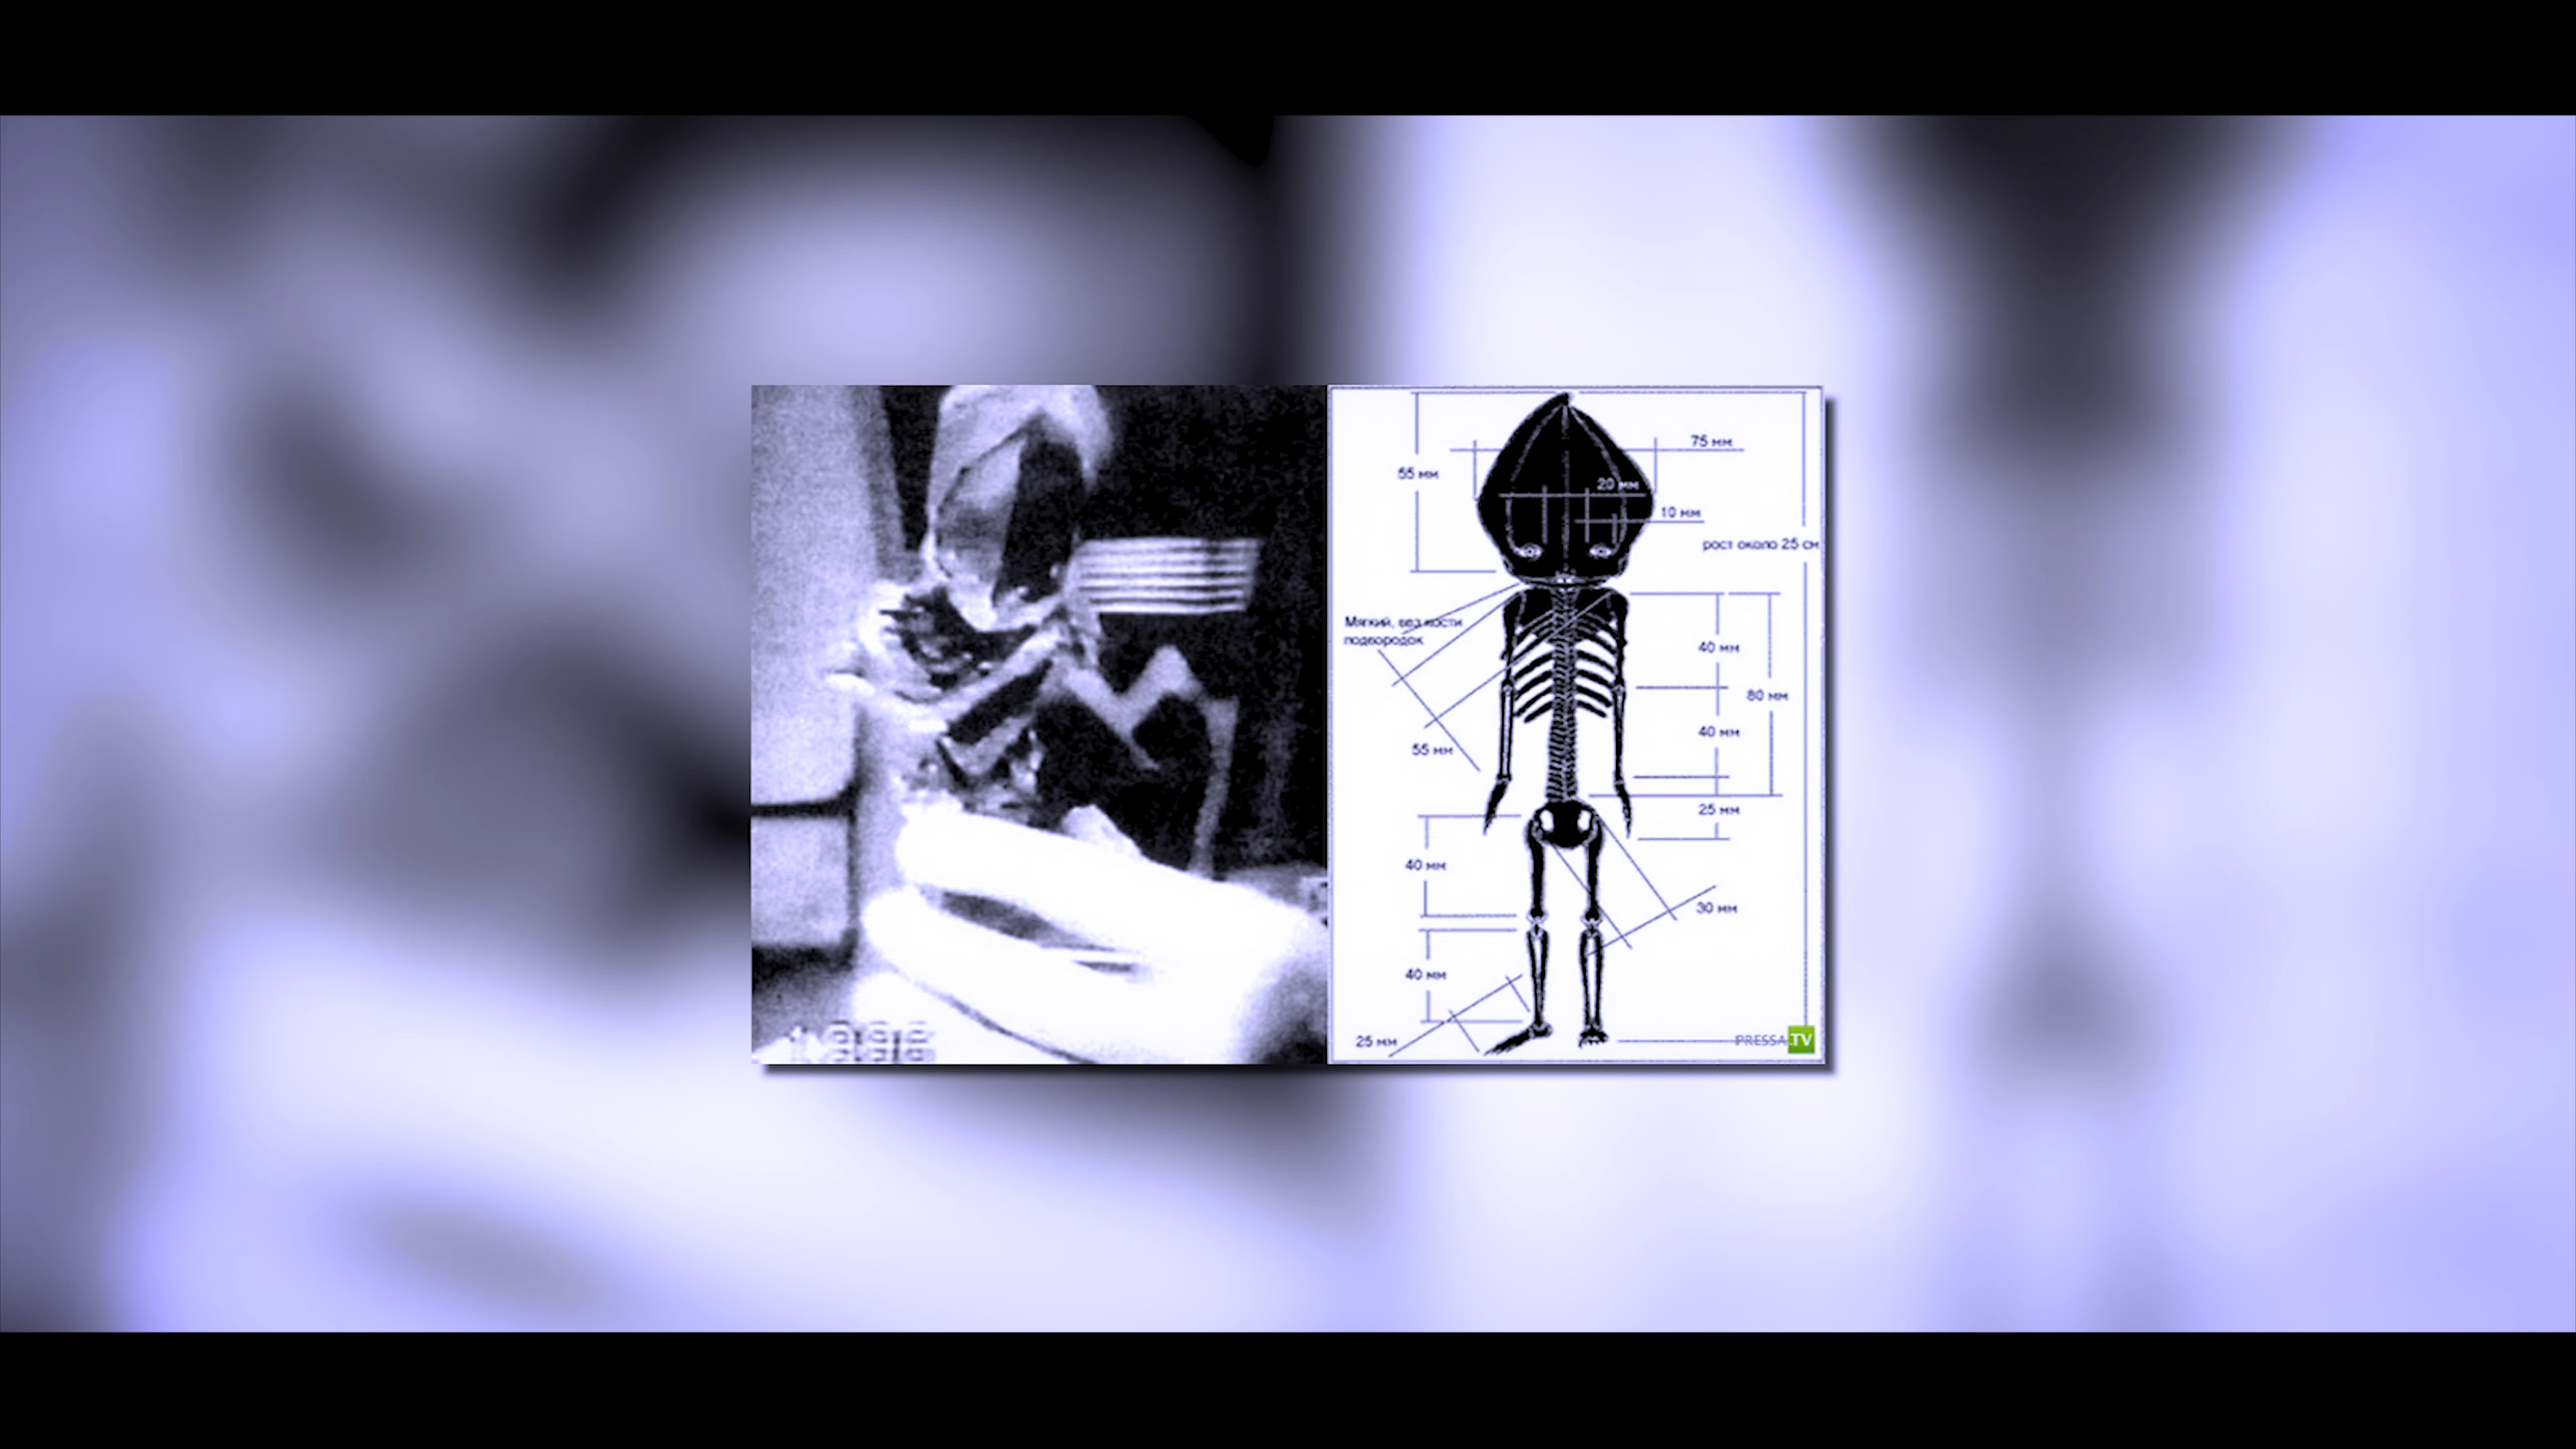 75 мм
55 мм
20 мм
10 мм
рост около 25 см
Мягкий, без кости
подбородок
40 мм
80 мм
55 мм
40 мм
25 мм
40 мм
30 мм
40 мм
25 мм
PRESSA TV